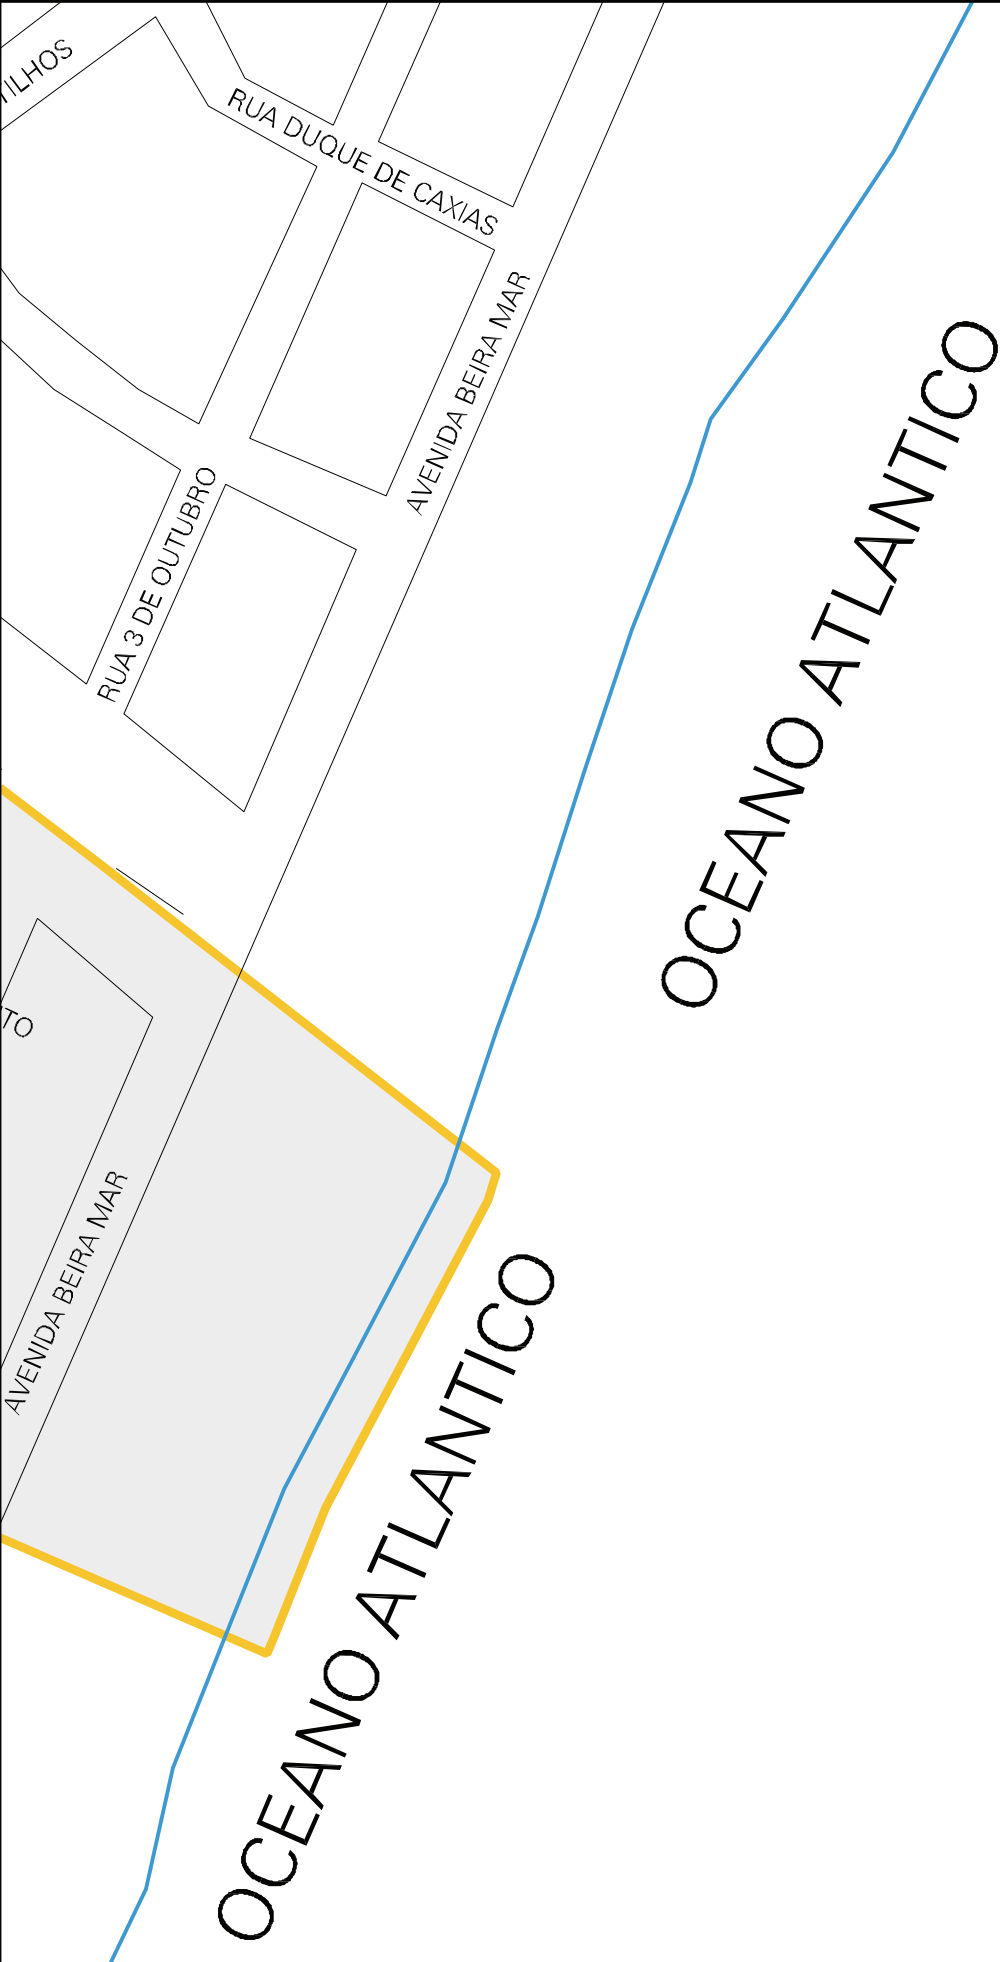 TILHOS
RUA DUQUE DE CAXIAS
AVENIDA BEIRA MAR
OCEANO ATLANTICO
RUA 3 DE OUTUBRO
TO
AVENIDA BEIRA MAR
OCEANO ATLANTICO